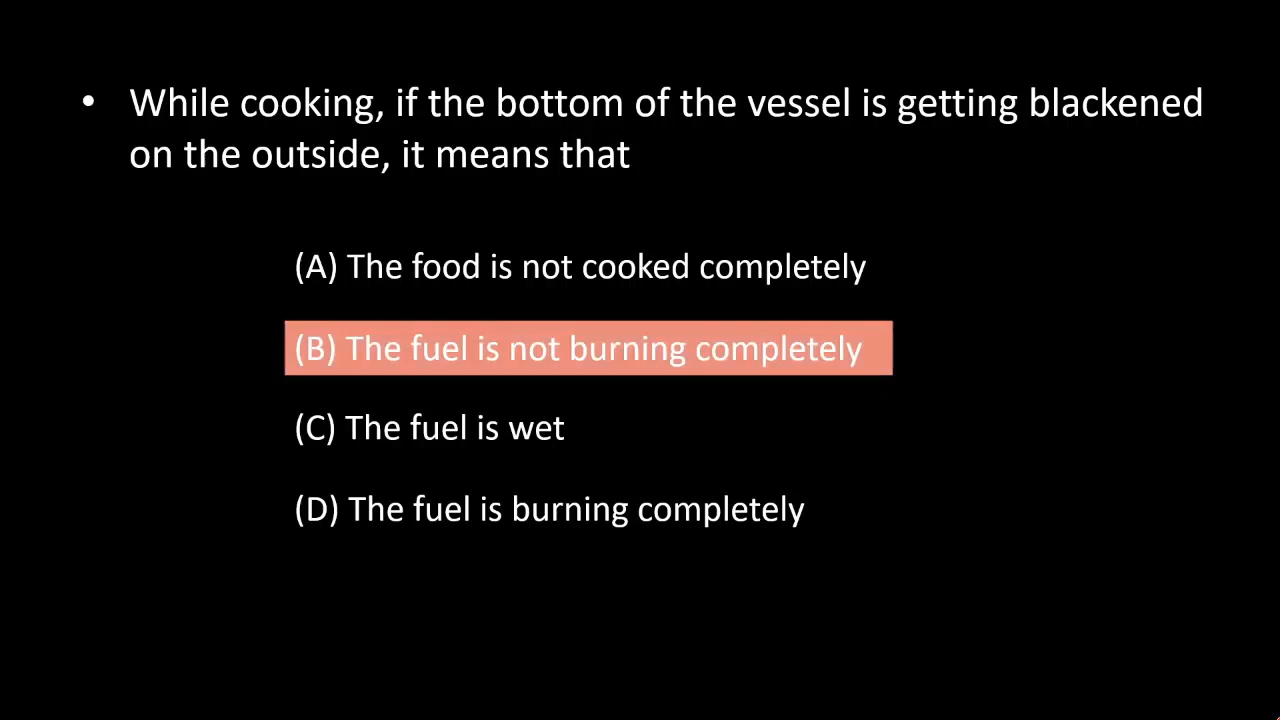 • While cooking, if the bottom of the vessel is getting blackened
on the outside, it means that
(A) The food is not cooked completely
(B) The fuel is not burning completely
(C) The fuel is wet
(D) The fuel is burning completely